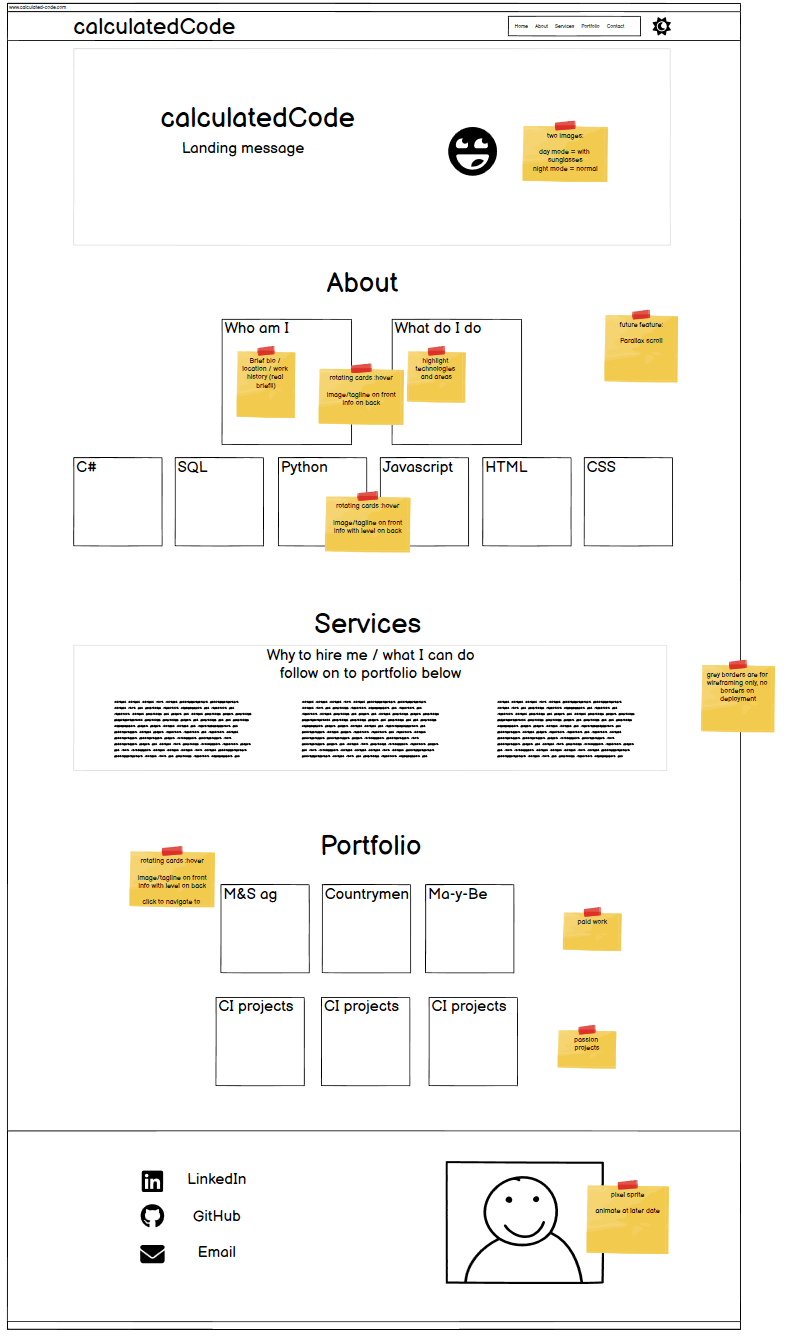 www.calculated-code.com
calculatedCode
Home About Services Portfolio Contact
calculatedCode
Landing message
two images:
day mode = with
sunglasses
night mode = normal
About
Who am I
What do I do
Brief bio /
location / work
history (real
brief!!)
rotating cards :hover
image/tagline on front
info on back
highlight
technologies
and areas
future feature:
Parallax scroll
C#
SQL
Python
Javascript
HTML
CSS
rotating cards :hover
image/tagline on front
info with level on back
Services
Why to hire me / what I can do
follow on to portfolio below
grey borders are for
wireframing only, no
borders on
deployment
Portfolio
rotating cards :hover
image/tagline on front
info with level on back
click to navigate to
M&S ag
Countrymen
Ma-y-Be
paid work
CI projects
CI projects
CI projects
passion
projects
LinkedIn
GitHub
Email
pixel sprite
animate at later date